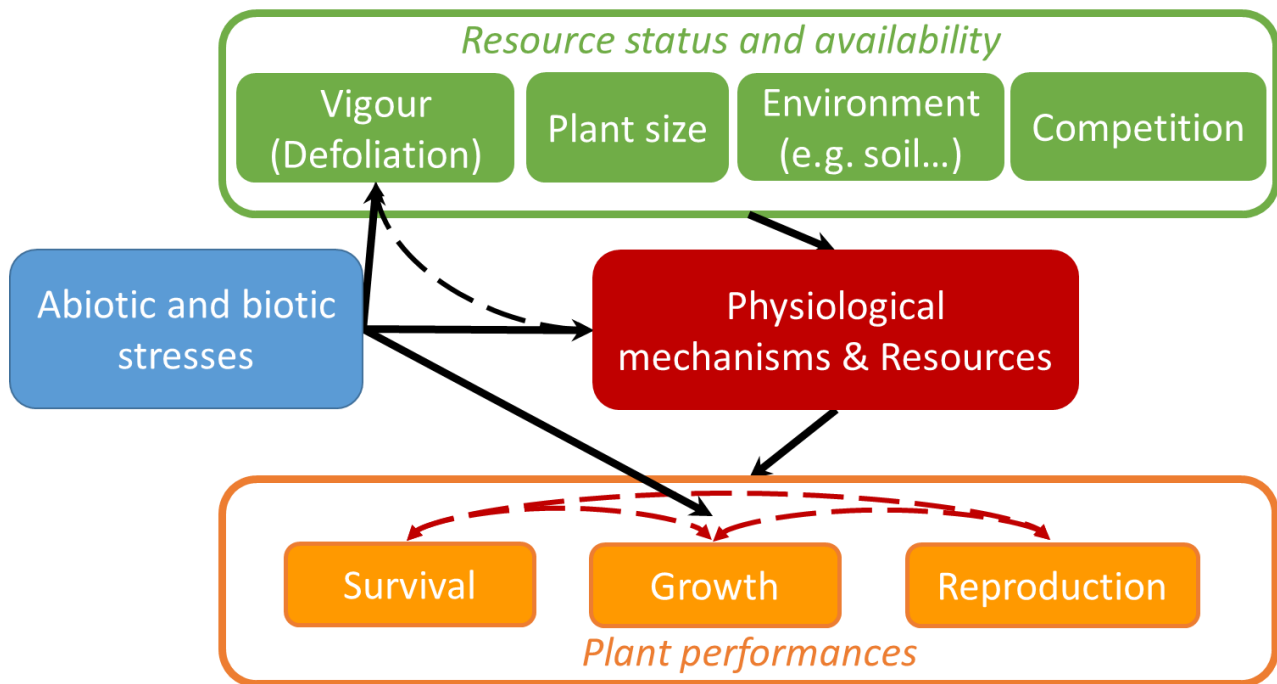 Resource status and availability
Vigour
(Defoliation)
Plant size
Environment
(e.g. soil…)
Competition
Abiotic and biotic
stresses
Physiological
mechanisms & Resources
Survival
Growth
Reproduction
Plant performances